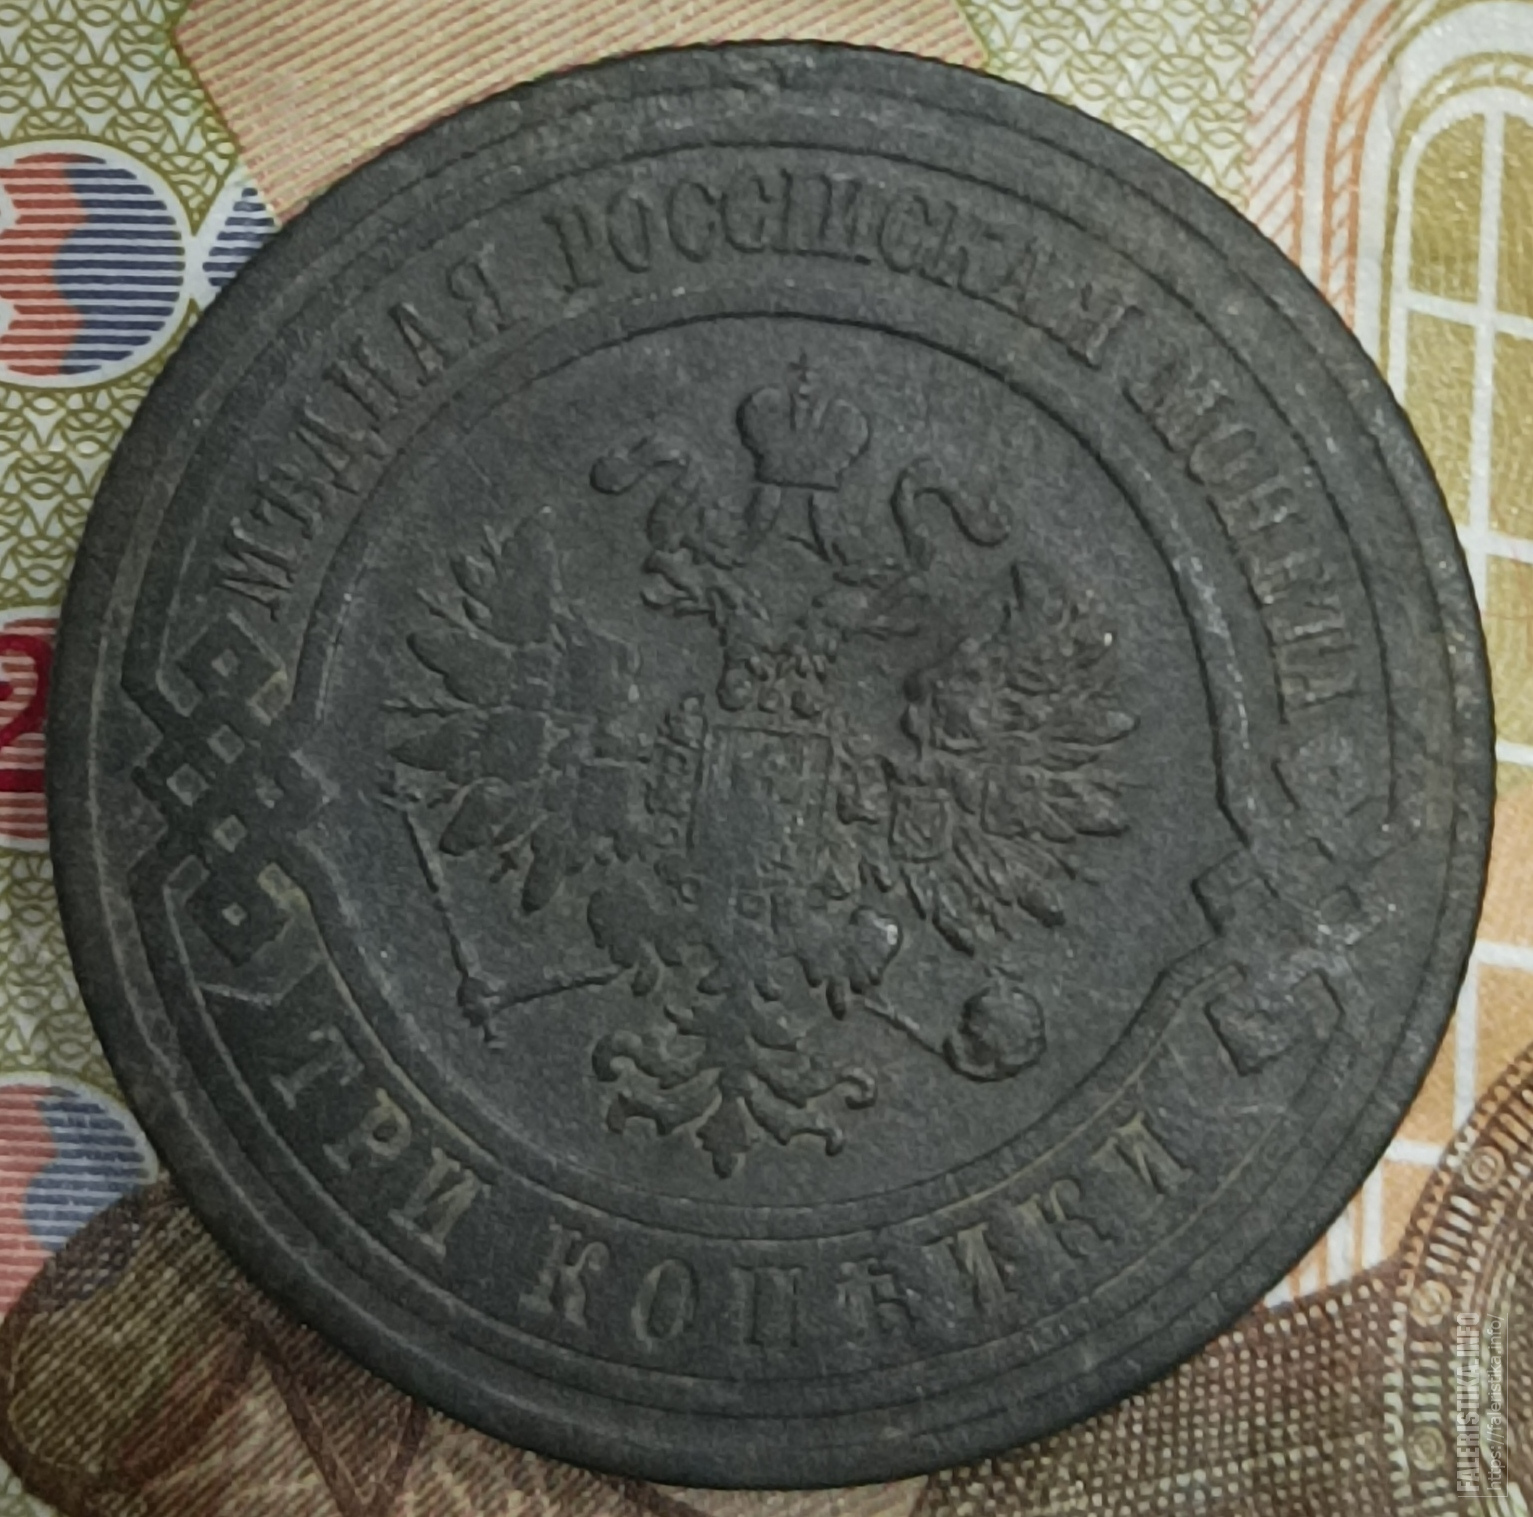 МѢДНАЯ РОССІЙСКАЯ МОНЕТА
ТРИ КОПѢЙКИ
FALERISTIKA.INFO
https://faleristika.info/